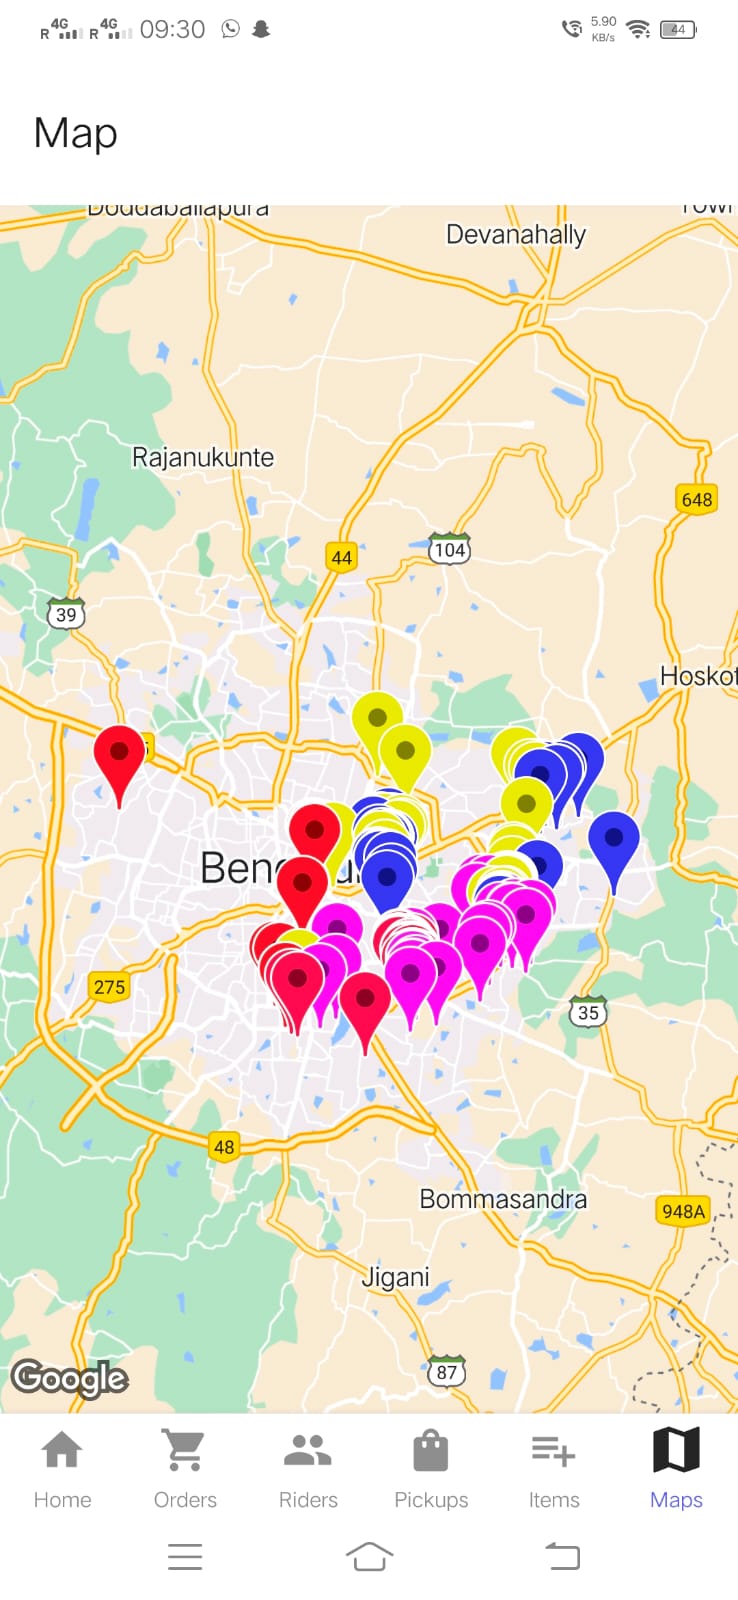 R 4G R 4G 09:30 5.90 KB/s 44
Map
Doddaballapura
Devanahally
Rajanukunte
648
44
104
39
Hoskot
275
35
48
Bommasandra
948A
Jigani
Google
87
Home Orders Riders Pickups Items Maps